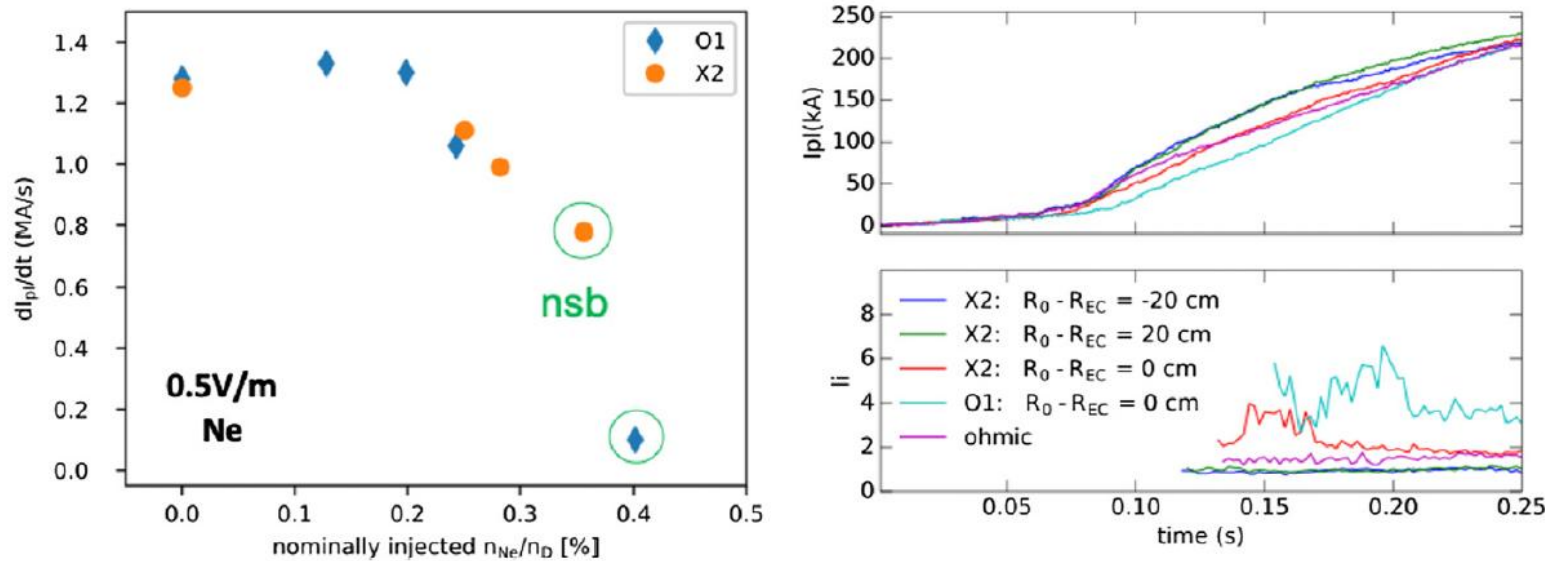 1.4
1.2
1.0
0.8
0.6
0.4
0.2
0.0
dIpl/dt (MA/s)
O1
X2
nsb
0.5V/m
Ne
0.0 0.1 0.2 0.3 0.4 0.5
nominally injected nNe/nD [%]
250
200
150
100
50
0
Ipl(kA)
8
6
4
2
0
li
X2: R0 - REC = -20 cm
X2: R0 - REC = 20 cm
X2: R0 - REC = 0 cm
O1: R0 - REC = 0 cm
ohmic
0.05 0.10 0.15 0.20 0.25
time (s)